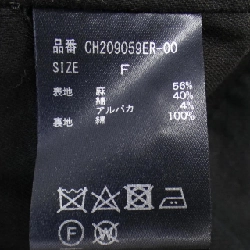 品番 CH209059ER-00
SIZE F
表地 麻 56%
綿 40%
アルパカ 4%
裏地 綿 100%
F W